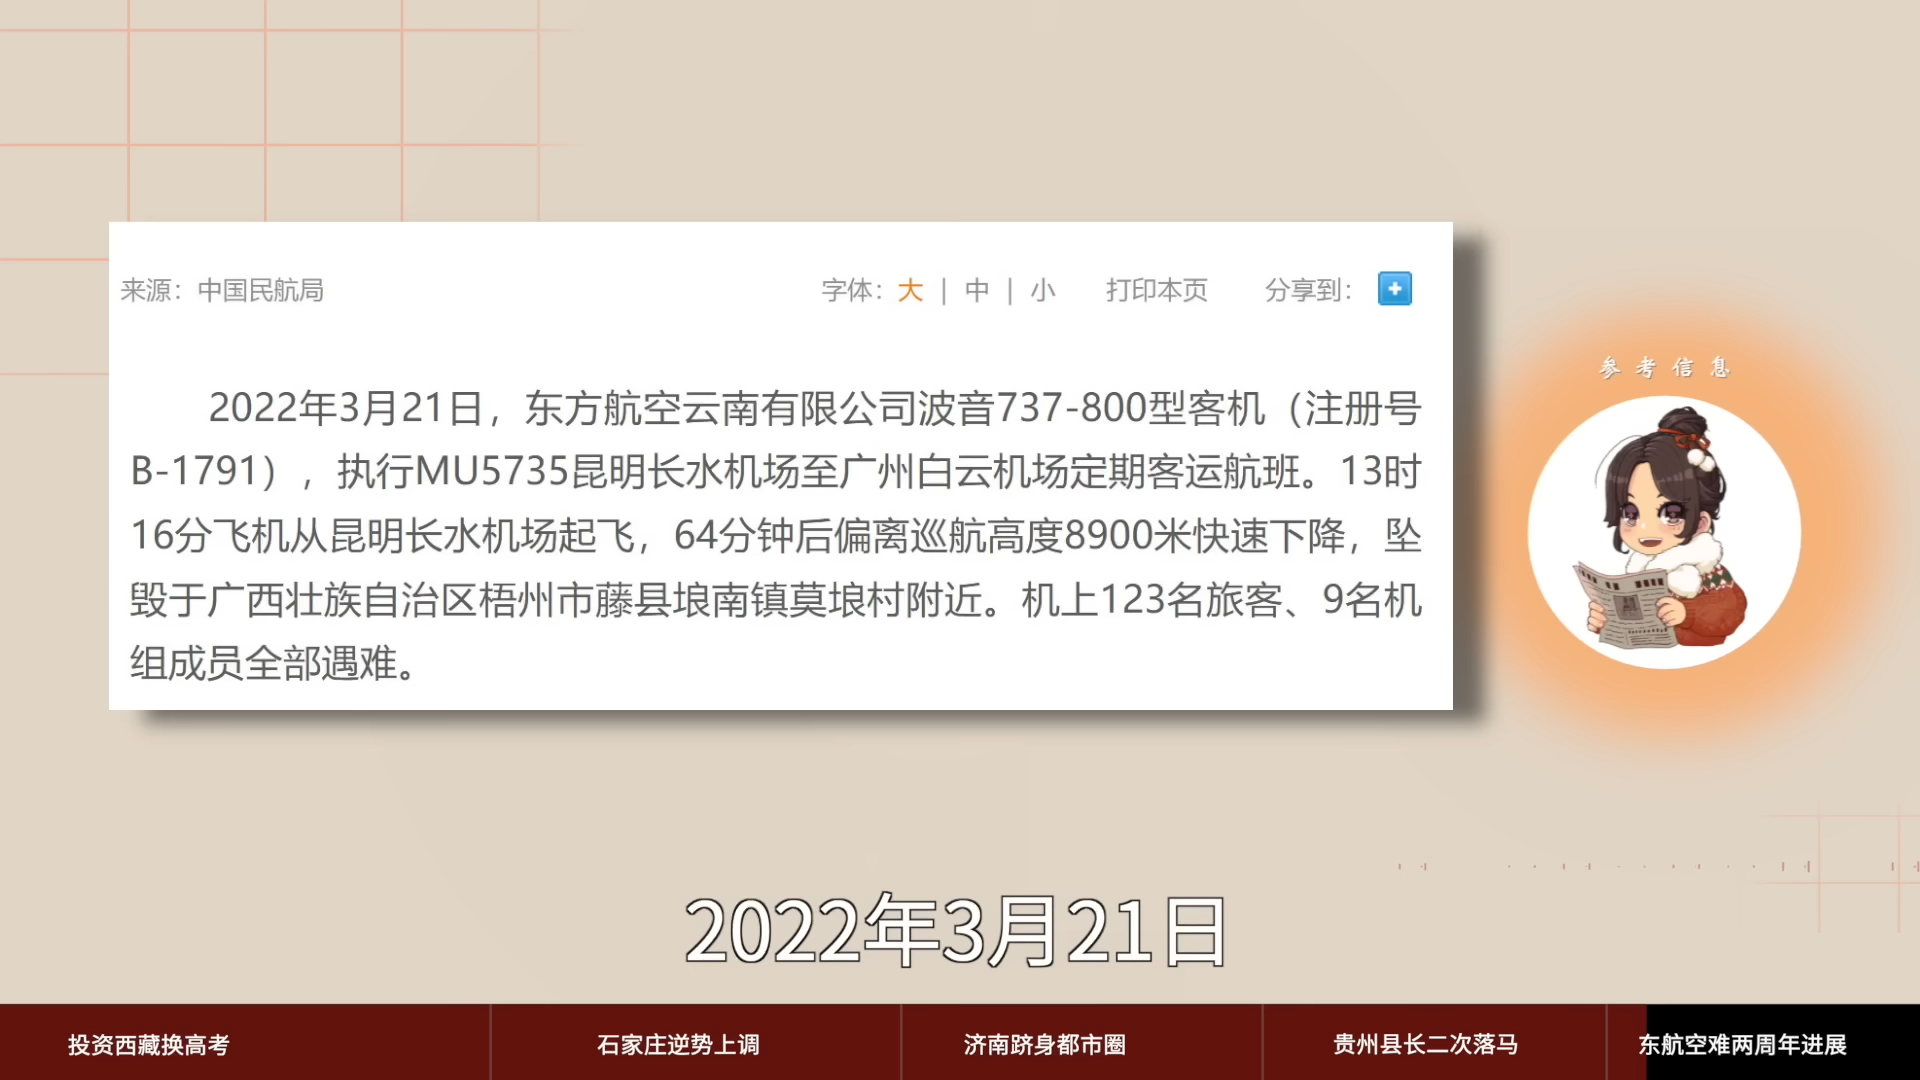 来源：中国民航局
字体：大 | 中 | 小 打印本页 分享到：
2022年3月21日，东方航空云南有限公司波音737-800型客机（注册号
B-1791），执行MU5735昆明长水机场至广州白云机场定期客运航班。13时
16分飞机从昆明长水机场起飞，64分钟后偏离巡航高度8900米快速下降，坠
毁于广西壮族自治区梧州市藤县埌南镇莫埌村附近。机上123名旅客、9名机
组成员全部遇难。
参考信息
2022年3月21日
投资西藏换高考
石家庄逆势上调
济南跻身都市圈
贵州县长二次落马
东航空难两周年进展